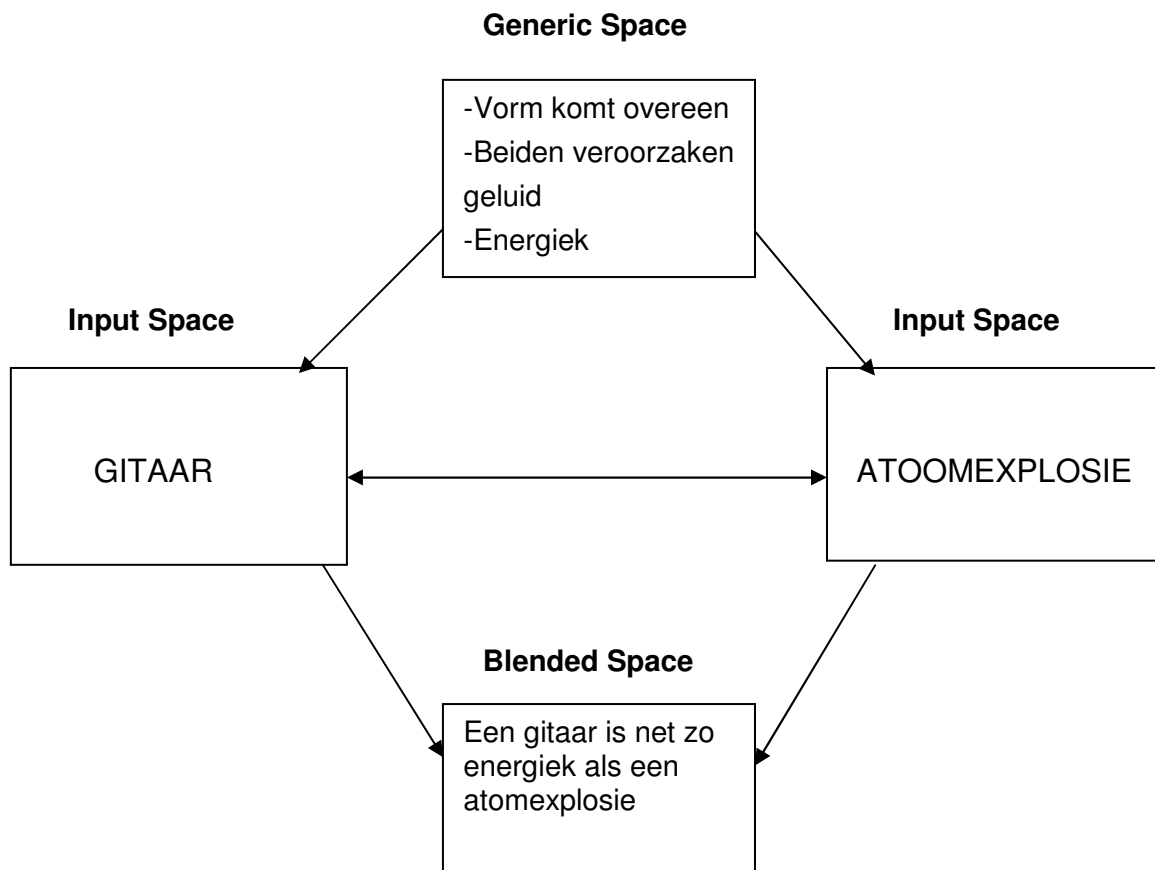 Generic Space
-Vorm komt overeen
-Beiden veroorzaken
geluid
-Energiek
Input Space
Input Space
GITAAR
ATOOMEXPLOSIE
Blended Space
Een gitaar is net zo
energiek als een
atomexplosie